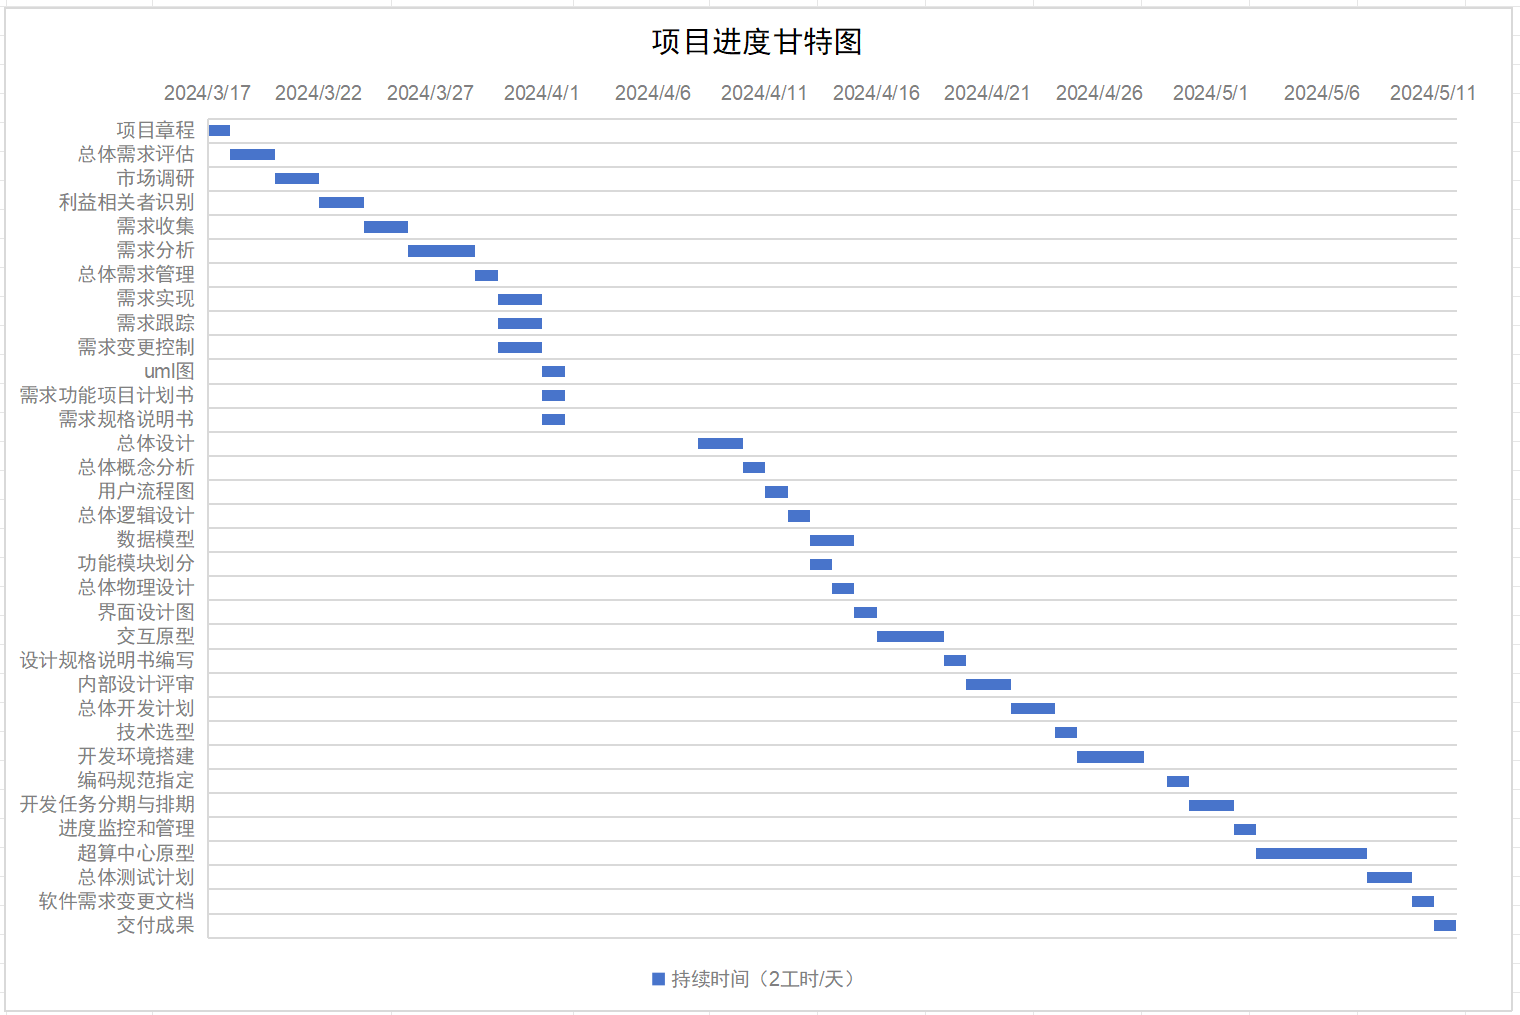 项目进度甘特图
2024/3/17 2024/3/22 2024/3/27 2024/4/1 2024/4/6 2024/4/11 2024/4/16 2024/4/21 2024/4/26 2024/5/1 2024/5/6 2024/5/11
项目章程
总体需求评估
市场调研
利益相关者识别
需求收集
需求分析
总体需求管理
需求实现
需求跟踪
需求变更控制
uml图
需求功能项目计划书
需求规格说明书
总体设计
总体概念分析
用户流程图
总体逻辑设计
数据模型
功能模块划分
总体物理设计
界面设计图
交互原型
设计规格说明书编写
内部设计评审
总体开发计划
技术选型
开发环境搭建
编码规范指定
开发任务分期与排期
进度监控和管理
超算中心原型
总体测试计划
软件需求变更文档
交付成果
持续时间（2工时/天）